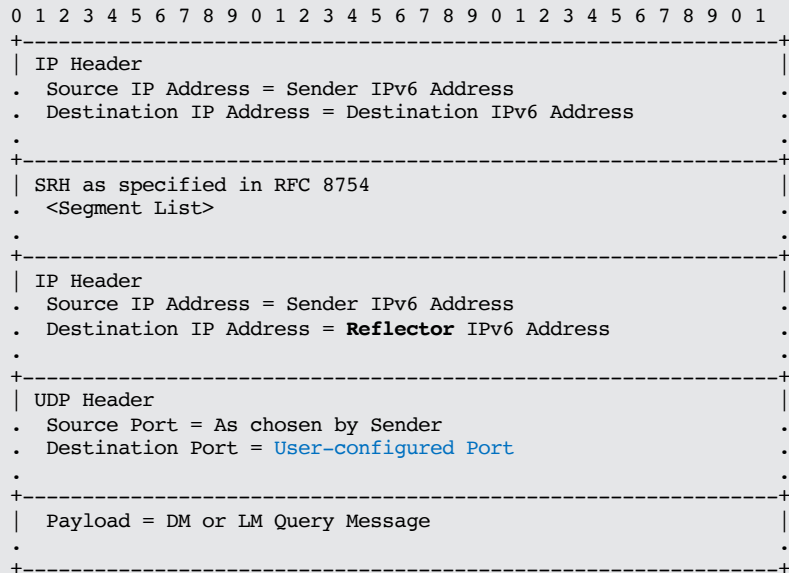 0 1 2 3 4 5 6 7 8 9 0 1 2 3 4 5 6 7 8 9 0 1 2 3 4 5 6 7 8 9 0 1
+---------------------------------------------------------------+
| IP Header                                                     |
.  Source IP Address = Sender IPv6 Address                      .
.  Destination IP Address = Destination IPv6 Address            .
.                                                               .
+---------------------------------------------------------------+
| SRH as specified in RFC 8754                                  |
.  <Segment List>                                               .
.                                                               .
+---------------------------------------------------------------+
| IP Header                                                     |
.  Source IP Address = Sender IPv6 Address                      .
.  Destination IP Address = Reflector IPv6 Address              .
.                                                               .
+---------------------------------------------------------------+
| UDP Header                                                    |
.  Source Port = As chosen by Sender                            .
.  Destination Port = User-configured Port                      .
.                                                               .
+---------------------------------------------------------------+
|  Payload = DM or LM Query Message                             |
.                                                               .
+---------------------------------------------------------------+